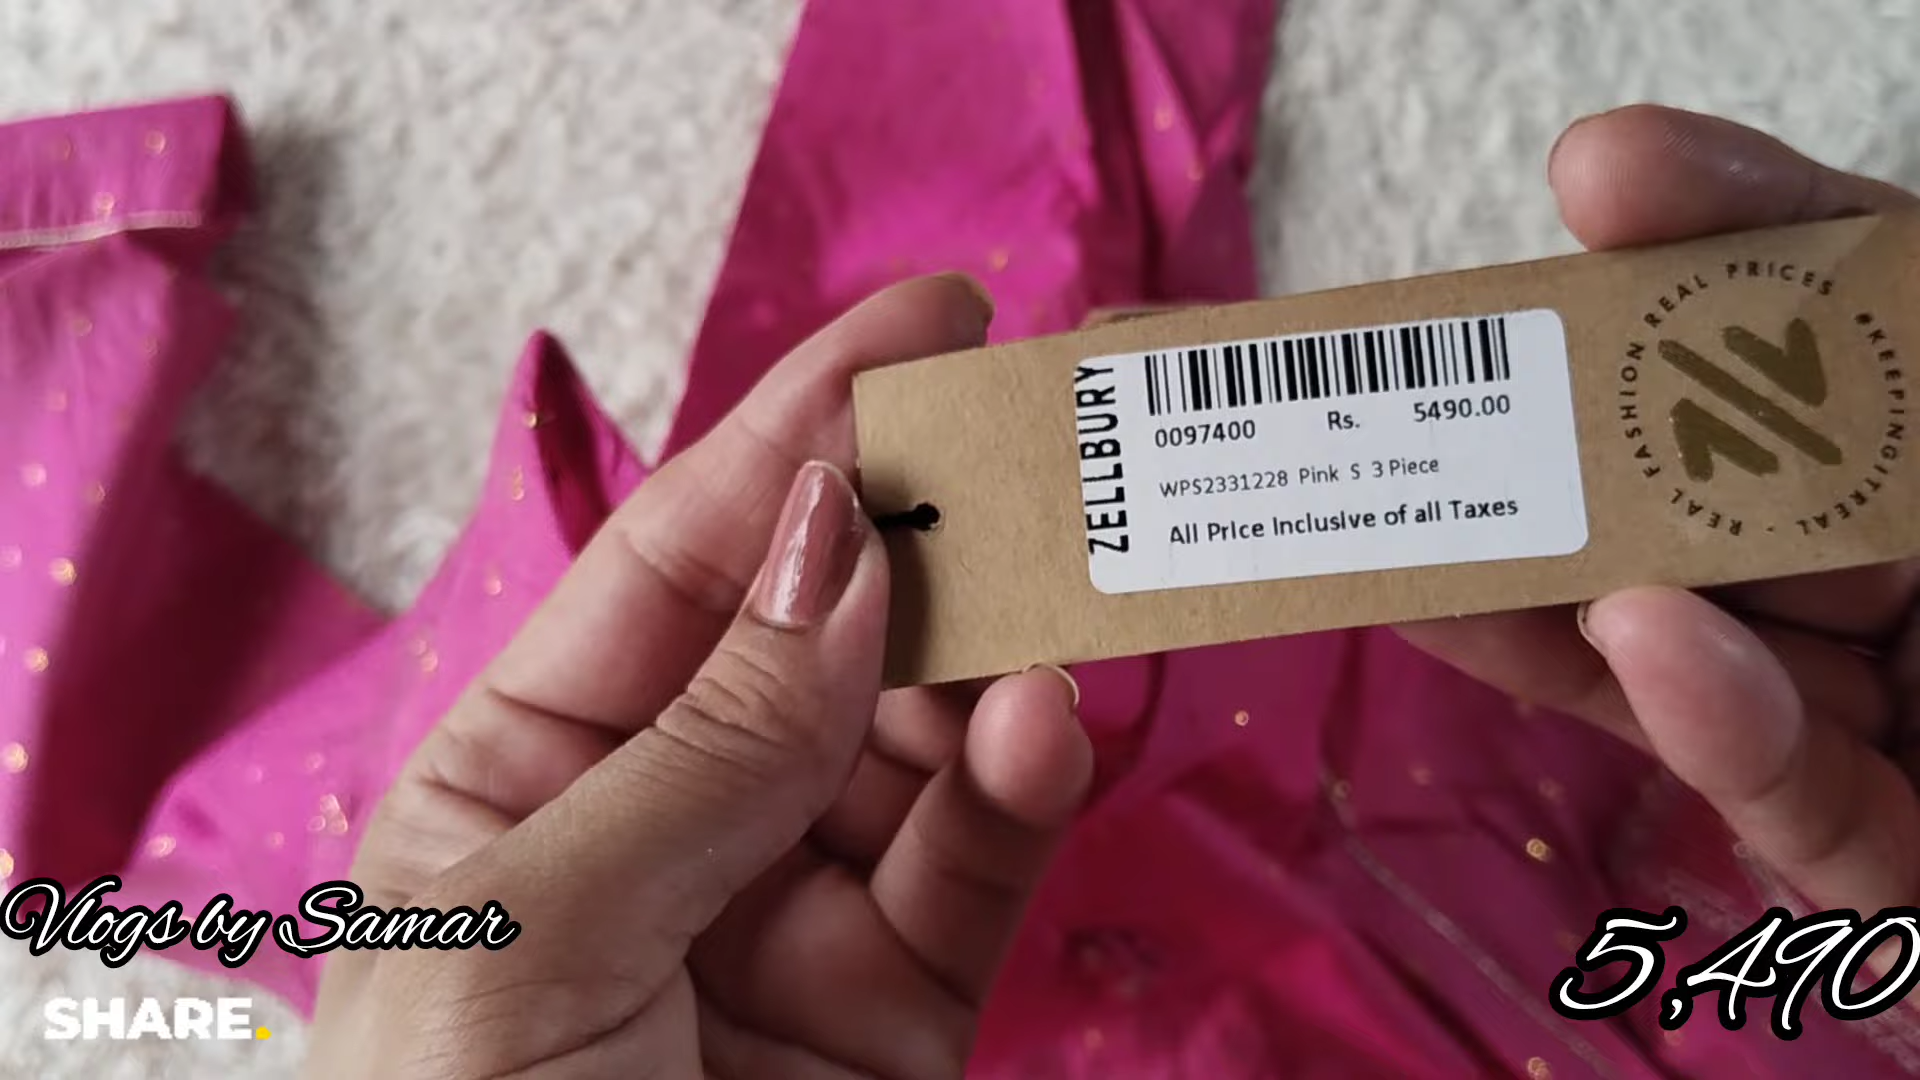 ZELLBURY
0097400 Rs. 5490.00
WPS2331228 Pink S 3 Piece
All Price Inclusive of all Taxes
REAL FASHION REAL PRICES #KEEPINGITREAL
Vlogs by Samar
SHARE.
5,490